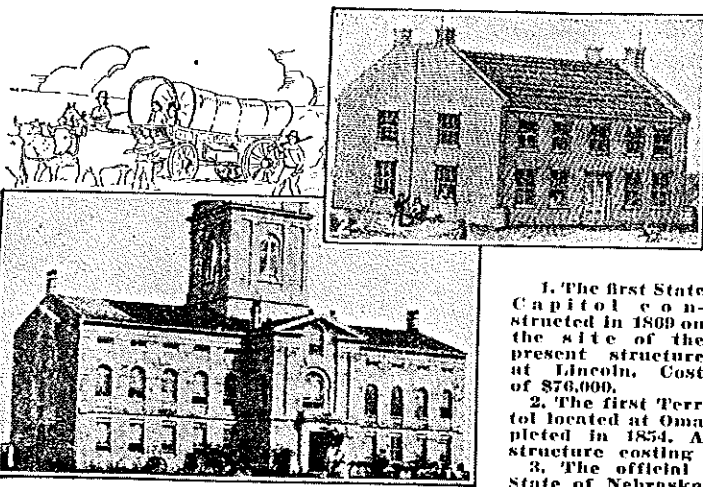 1. The first State
Capitol con-
structed in 1869 on
the site of the
present structure
at Lincoln. Cost
of $76,000.
2. The first Terr
tol located at Oma
pleted in 1854. A
structure costing
3. The official
State of Nebraska